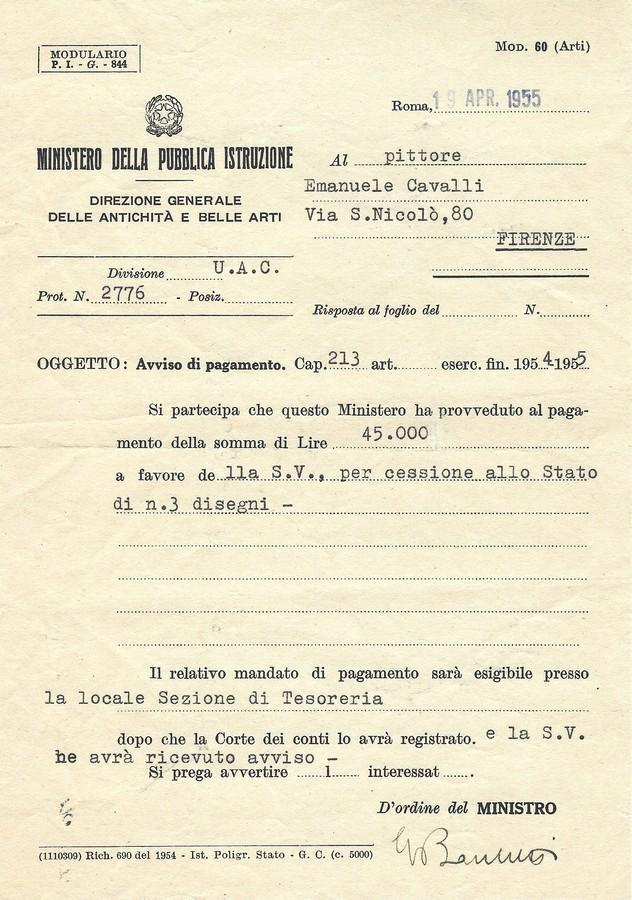 MODULARIO
P. I. - G. - 844
MOD. 60 (Arti)
Roma, 19 APR. 1955
MINISTERO DELLA PUBBLICA ISTRUZIONE
DIREZIONE GENERALE
DELLE ANTICHITÀ E BELLE ARTI
Al pittore
Emanuele Cavalli
Via S.Nicolò,80
FIRENZE
Divisione U.A.C.
Prot. N. 2776 - Posiz.
Risposta al foglio del N.
OGGETTO: Avviso di pagamento. Cap. 213 art. eserc. fin. 1954-1955
Si partecipa che questo Ministero ha provveduto al paga-
mento della somma di Lire 45.000
a favore de lla S.V., per cessione allo Stato
di n.3 disegni -
Il relativo mandato di pagamento sarà esigibile presso
la locale Sezione di Tesoreria
dopo che la Corte dei conti lo avrà registrato. e la S.V.
ne avrà ricevuto avviso -
Si prega avvertire l interessat
D'ordine del MINISTRO
(1110309) Rich. 690 del 1954 - Ist. Poligr. Stato - G. C. (c. 5000)